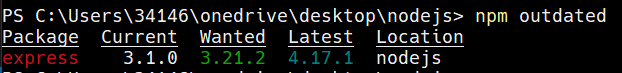 PS C:\Users\34146\onedrive\desktop\nodejs> npm outdated
Package Current Wanted Latest Location
express 3.1.0 3.21.2 4.17.1 nodejs